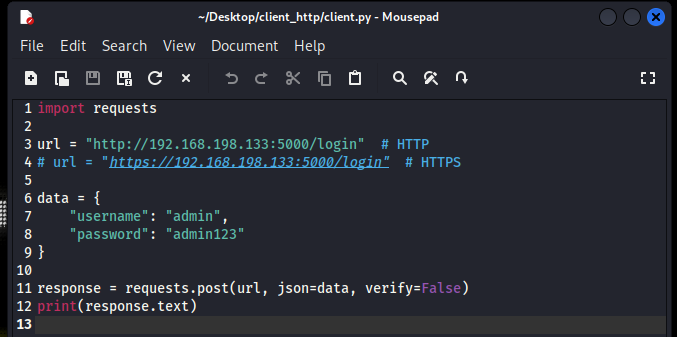 ~/Desktop/client_http/client.py - Mousepad
File Edit Search View Document Help
1 import requests
2
3 url = "http://192.168.198.133:5000/login"  # HTTP
4 # url = "https://192.168.198.133:5000/login"  # HTTPS
5
6 data = {
7     "username": "admin",
8     "password": "admin123"
9 }
10
11 response = requests.post(url, json=data, verify=False)
12 print(response.text)
13